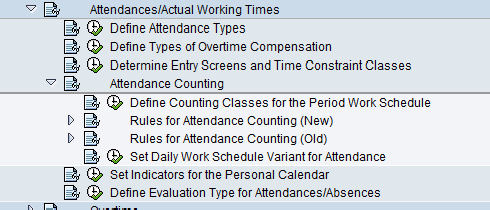 Attendances/Actual Working Times
Define Attendance Types
Define Types of Overtime Compensation
Determine Entry Screens and Time Constraint Classes
Attendance Counting
Define Counting Classes for the Period Work Schedule
Rules for Attendance Counting (New)
Rules for Attendance Counting (Old)
Set Daily Work Schedule Variant for Attendance
Set Indicators for the Personal Calendar
Define Evaluation Type for Attendances/Absences